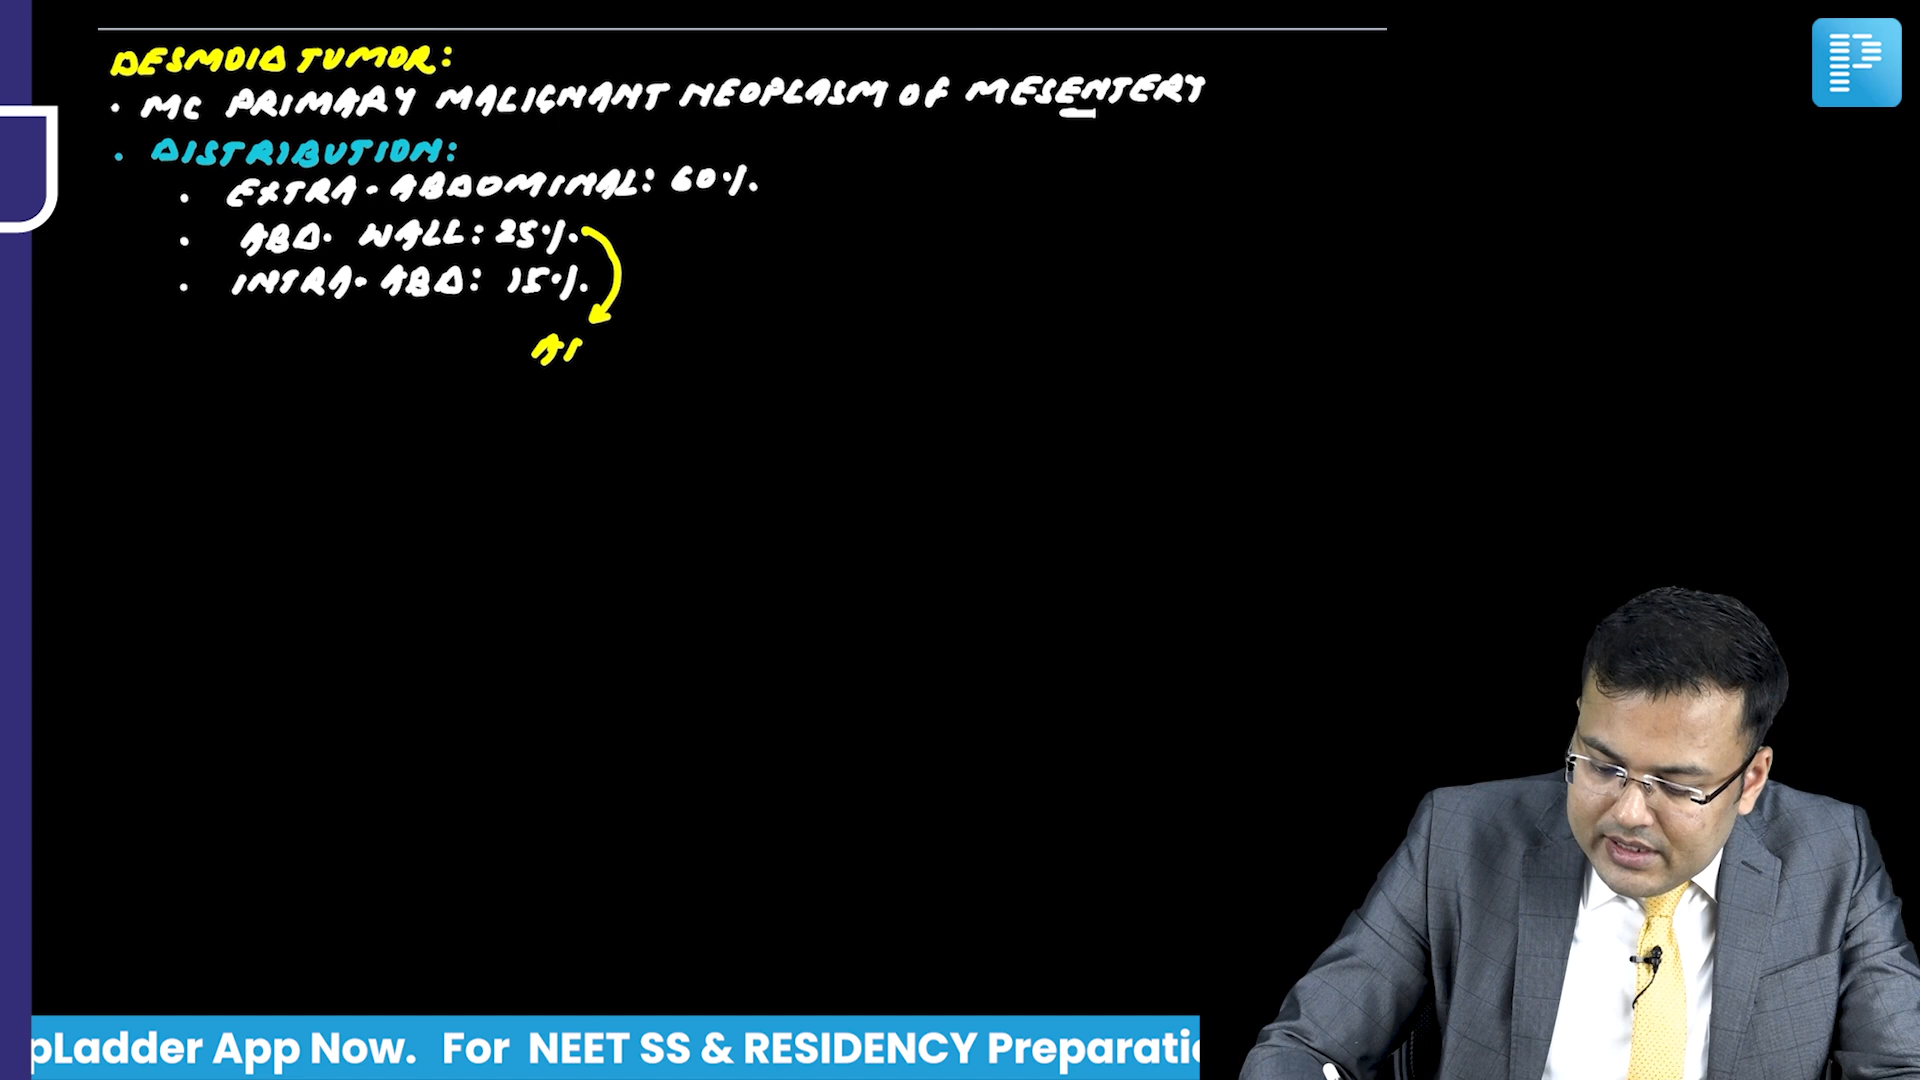 DESMOID TUMOR:
• MC PRIMARY MALIGNANT NEOPLASM OF MESENTERY
• DISTRIBUTION:
• EXTRA-ABDOMINAL: 60%.
• ABD. WALL: 25%.
• INTRA-ABD: 15%.
pLadder App Now. For NEET SS & RESIDENCY Preparatio